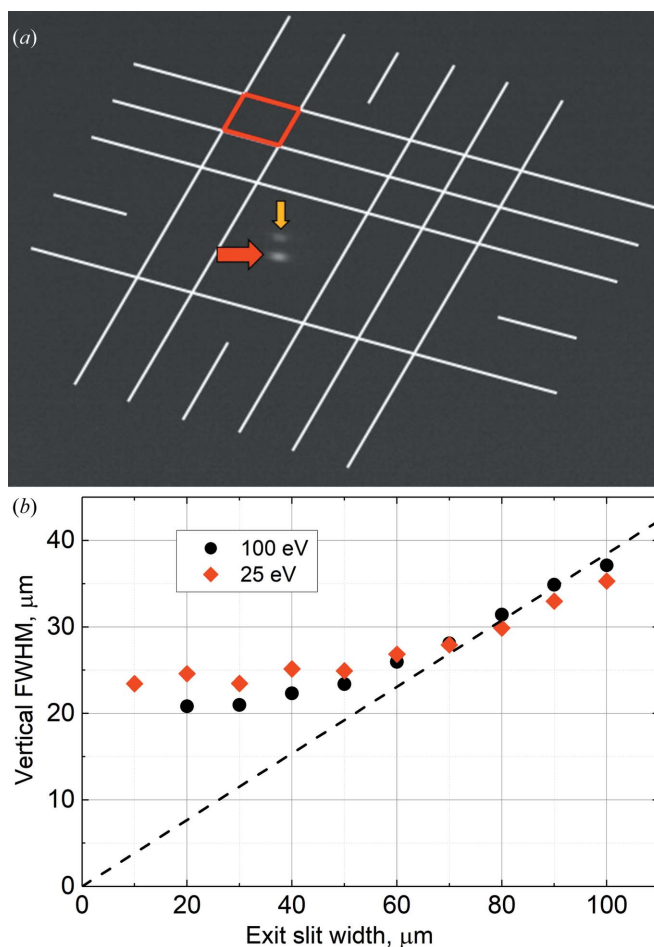 (a)
(b)
40
30
20
10
0
100 eV
25 eV
Vertical FWHM, μm
0 20 40 60 80 100
Exit slit width, μm